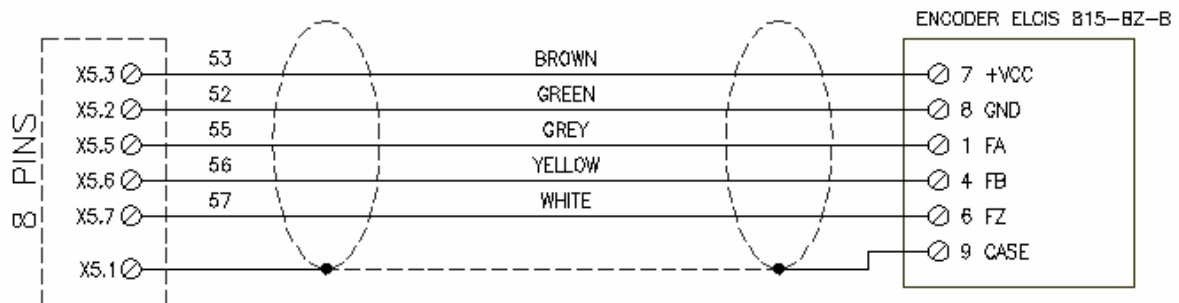 ENCODER ELCIS 815-BZ-B
8 PINS
X5.3 53 BROWN 7 +VCC
X5.2 52 GREEN 8 GND
X5.5 55 GREY 1 FA
X5.6 56 YELLOW 4 FB
X5.7 57 WHITE 6 FZ
X5.1 9 CASE